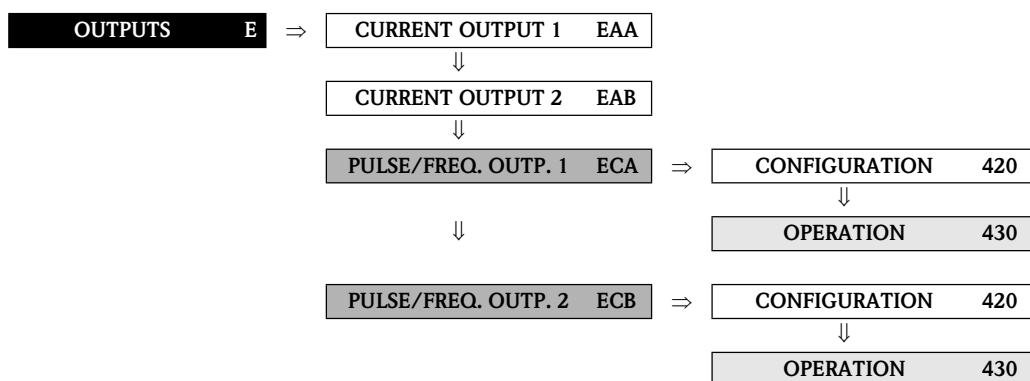 OUTPUTS E ⇒ CURRENT OUTPUT 1 EAA
⇓
CURRENT OUTPUT 2 EAB
⇓
PULSE/FREQ. OUTP. 1 ECA ⇒ CONFIGURATION 420
⇓
⇓ OPERATION 430
PULSE/FREQ. OUTP. 2 ECB ⇒ CONFIGURATION 420
⇓
OPERATION 430